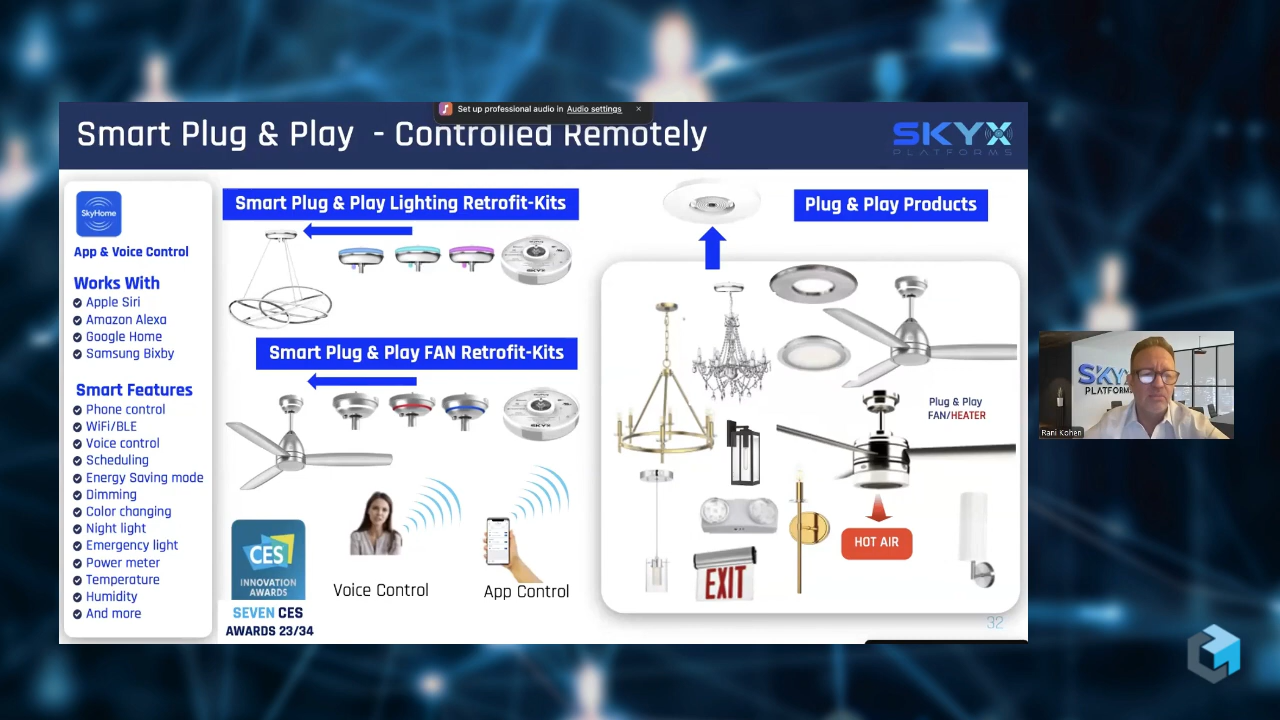 Set up professional audio in Audio settings
Smart Plug & Play - Controlled Remotely
SKYX
PLATFORMS
SkyHome
App & Voice Control
Works With
Apple Siri
Amazon Alexa
Google Home
Samsung Bixby
Smart Features
Phone control
WiFi/BLE
Voice control
Scheduling
Energy Saving mode
Dimming
Color changing
Night light
Emergency light
Power meter
Temperature
Humidity
And more
Smart Plug & Play Lighting Retrofit-Kits
SKYX
Smart Plug & Play FAN Retrofit-Kits
SKYX
CES
INNOVATION
AWARDS
SEVEN CES
AWARDS 23/34
Voice Control
App Control
Plug & Play Products
Plug & Play
FAN/HEATER
HOT AIR
EXIT
32
SKYX
PLATFORMS
Rani Kohen